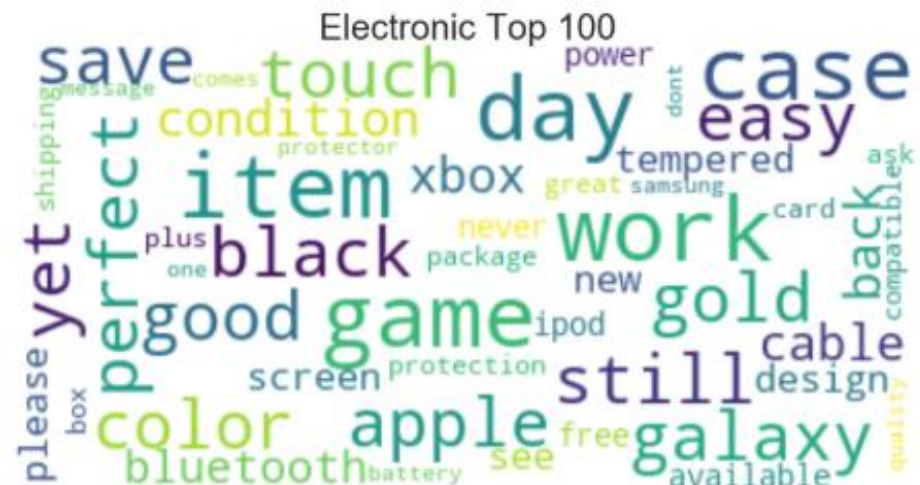 Electronic Top 100
save
comes
touch
power
case
message
dont
shipping
condition
day
easy
protector
perfect
item
xbox
tempered
ask
great
samsung
back
compatible
card
never
work
yet
plus
black
package
one
new
gold
good
game
ipod
cable
please
screen
protection
still
design
box
color
apple
free
galaxy
quality
bluetooth
battery
see
available